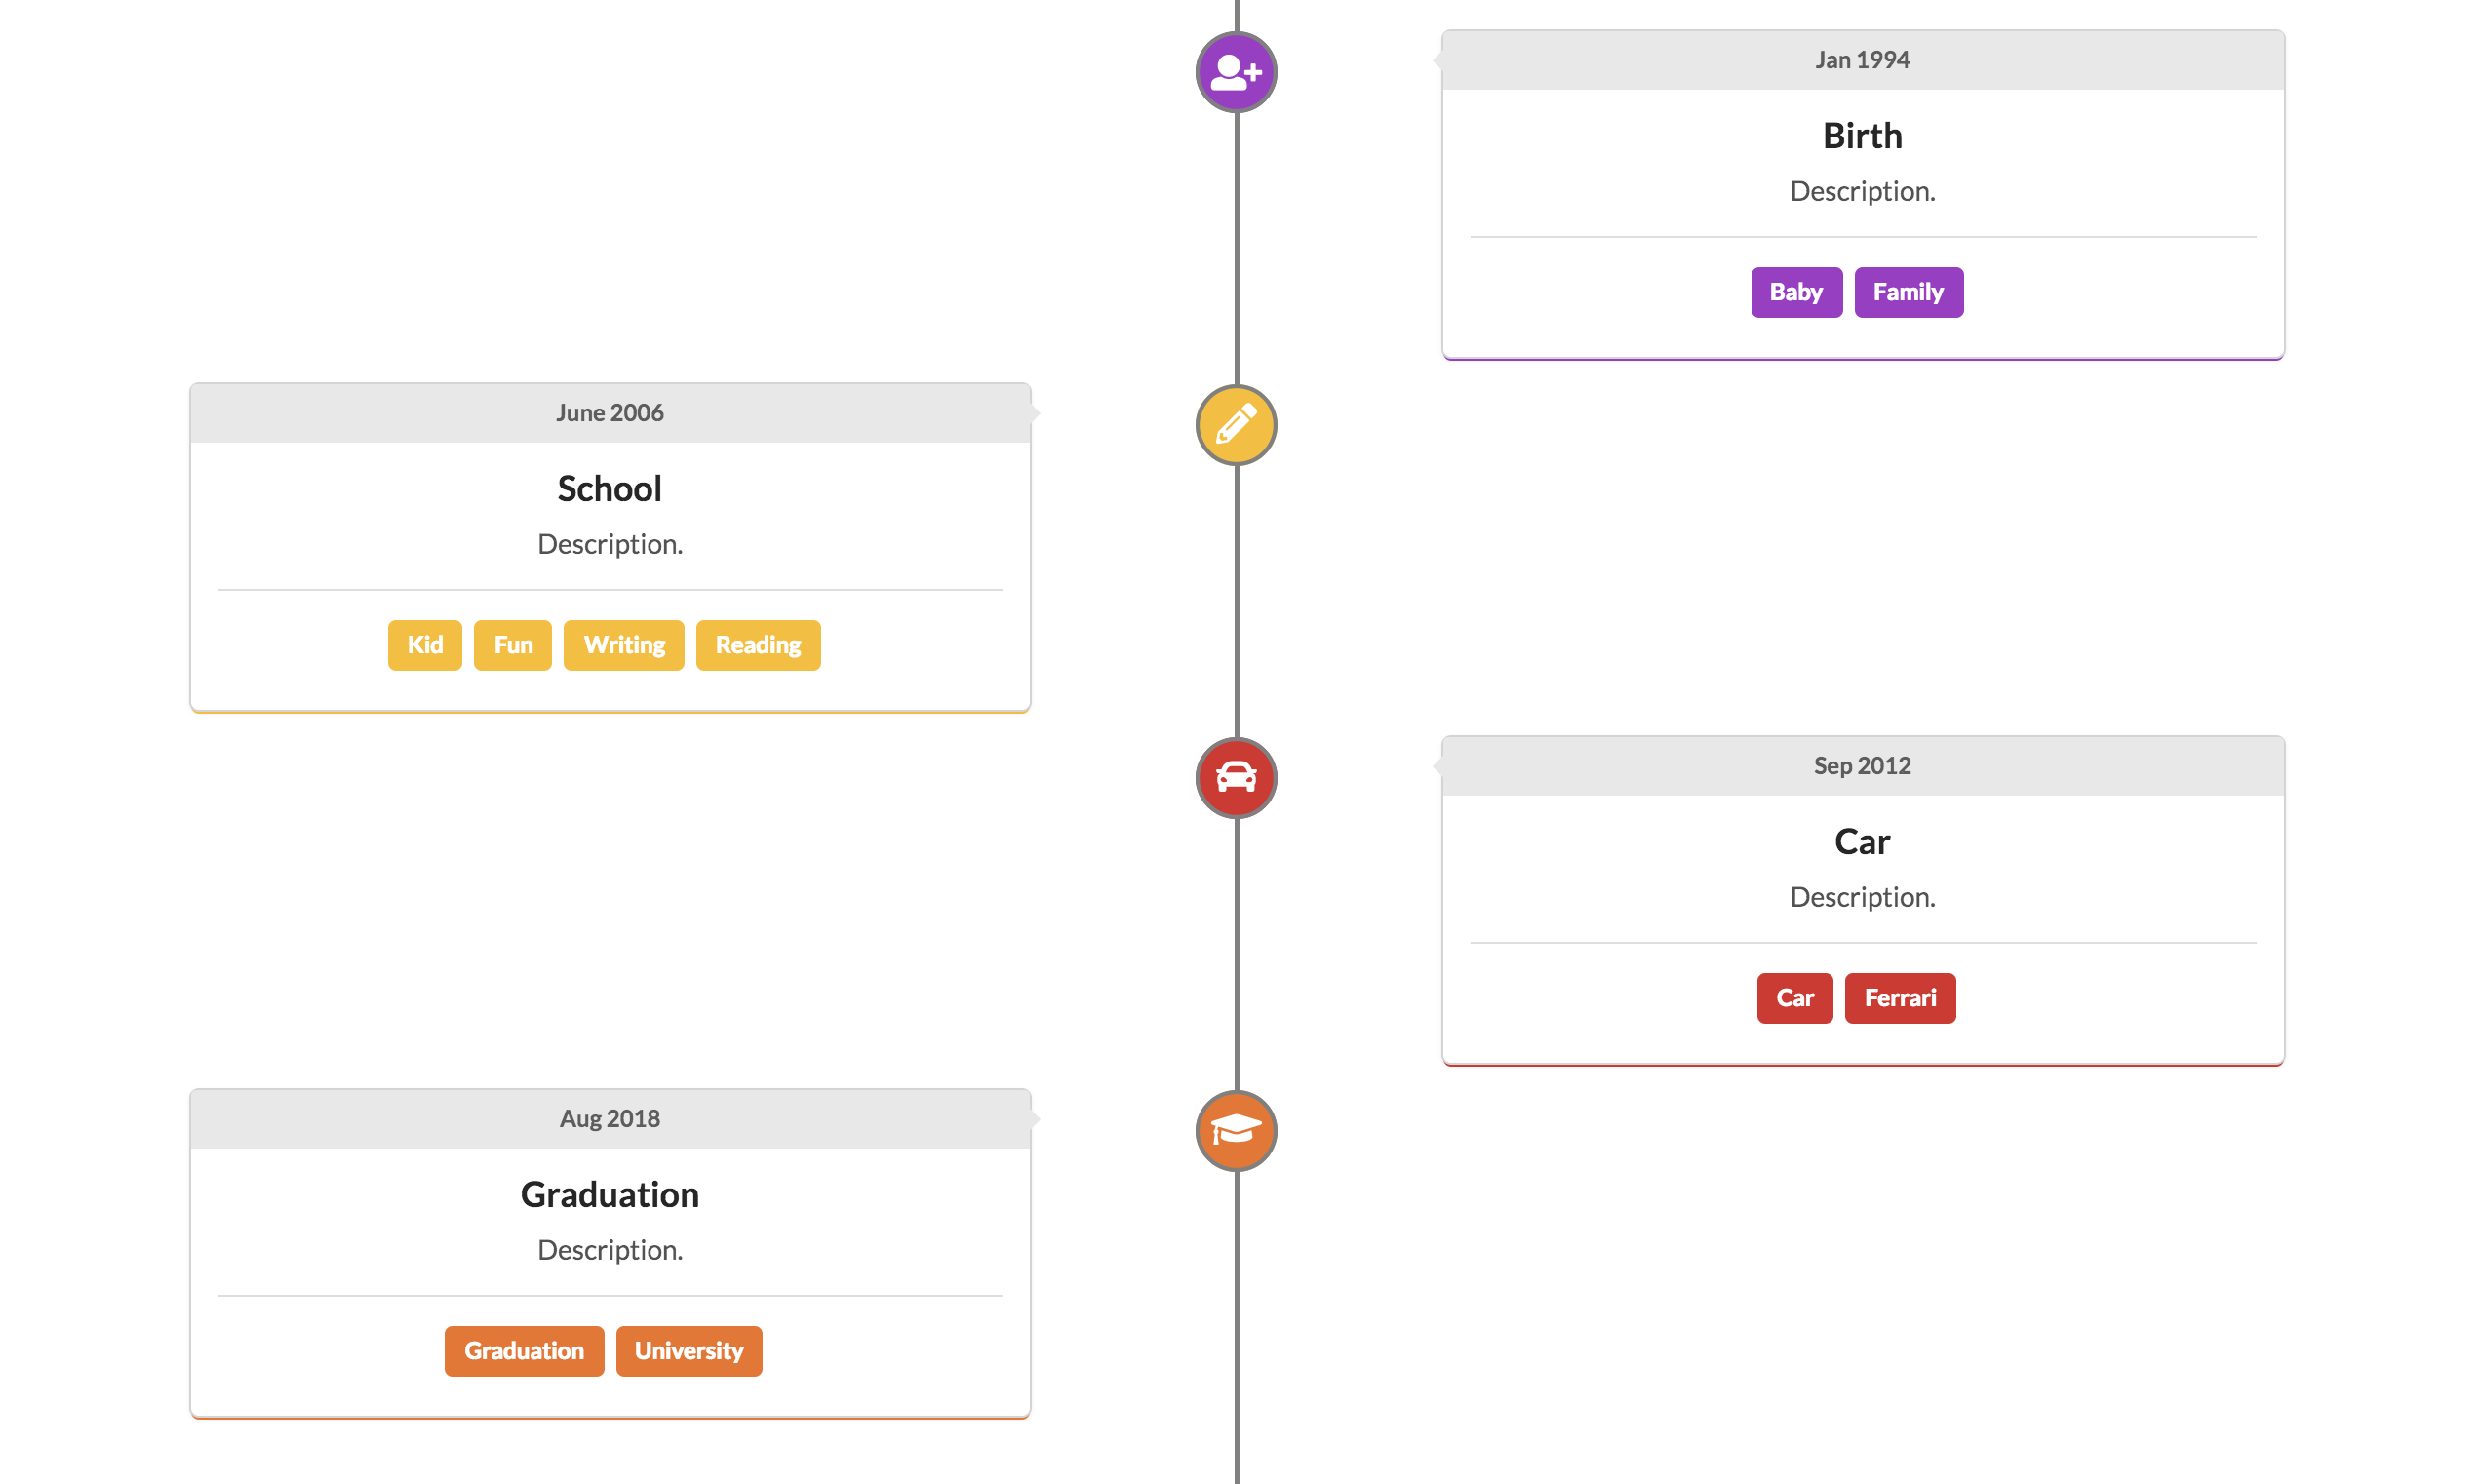 Jan 1994
Birth
Description.
Baby Family
June 2006
School
Description.
Kid Fun Writing Reading
Sep 2012
Car
Description.
Car Ferrari
Aug 2018
Graduation
Description.
Graduation University